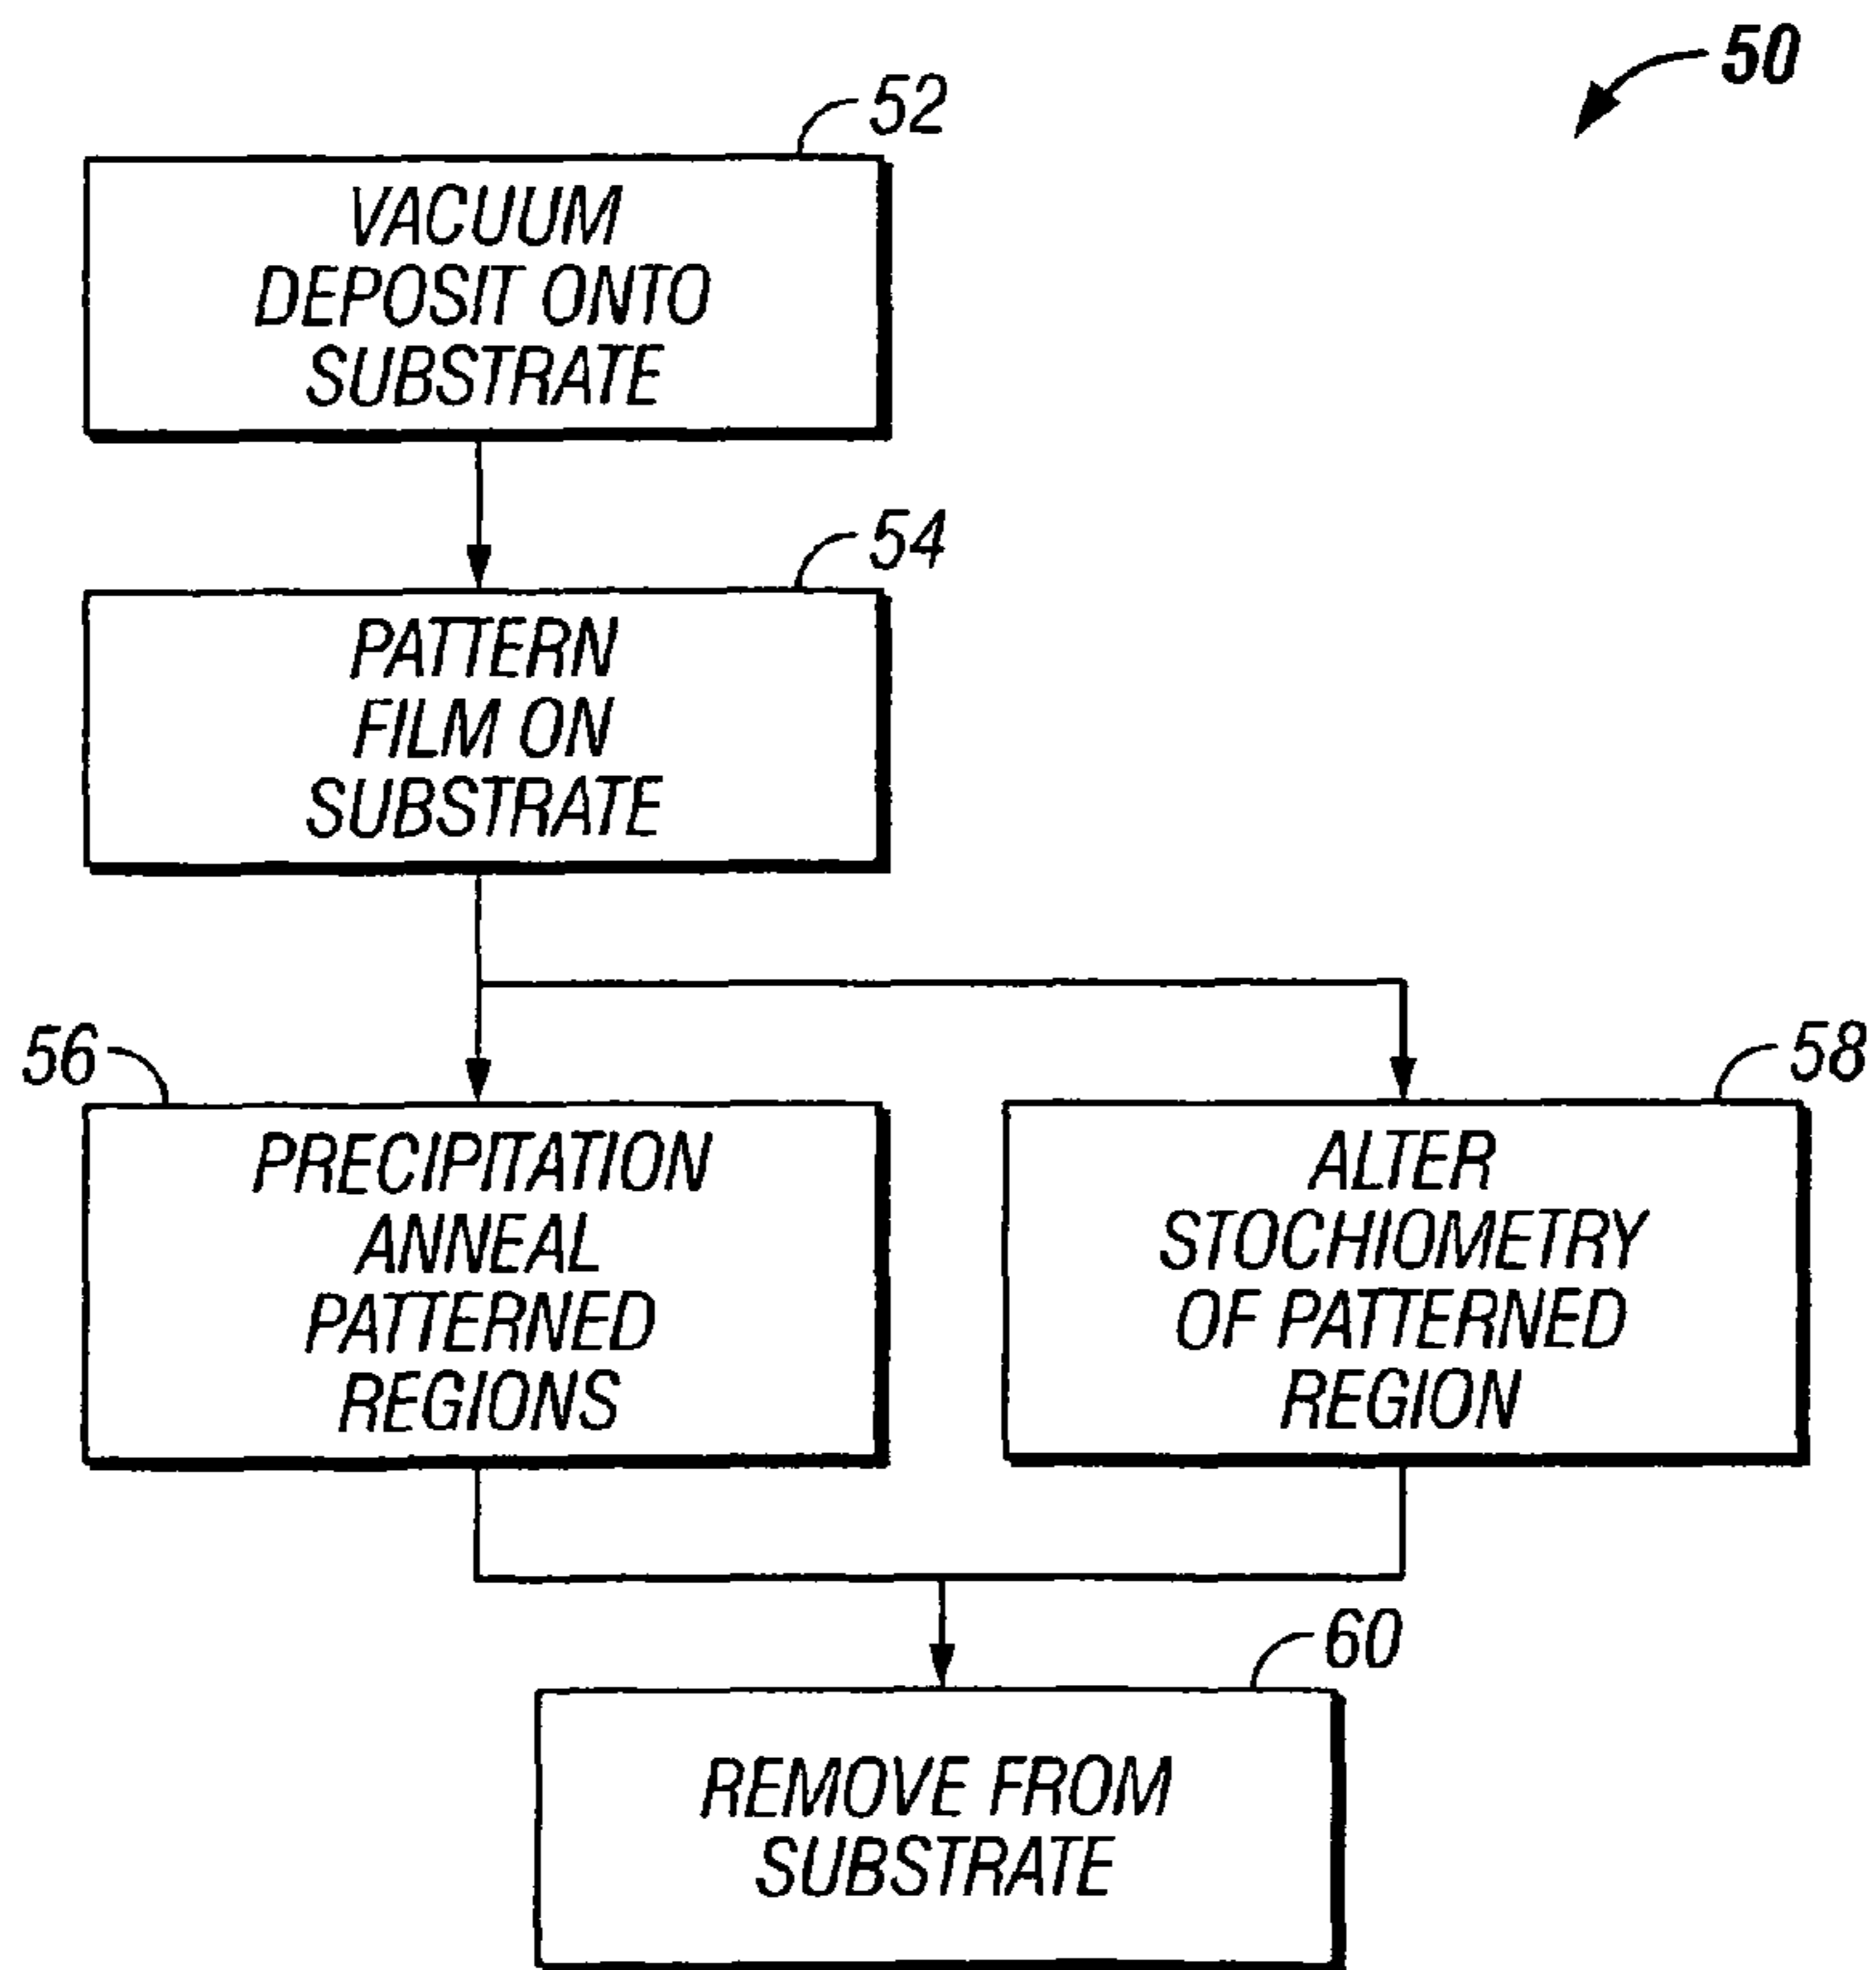 50
52
VACUUM
DEPOSIT ONTO
SUBSTRATE
54
PATTERN
FILM ON
SUBSTRATE
56
PRECIPITATION
ANNEAL
PATTERNED
REGIONS
58
ALTER
STOCHIOMETRY
OF PATTERNED
REGION
60
REMOVE FROM
SUBSTRATE